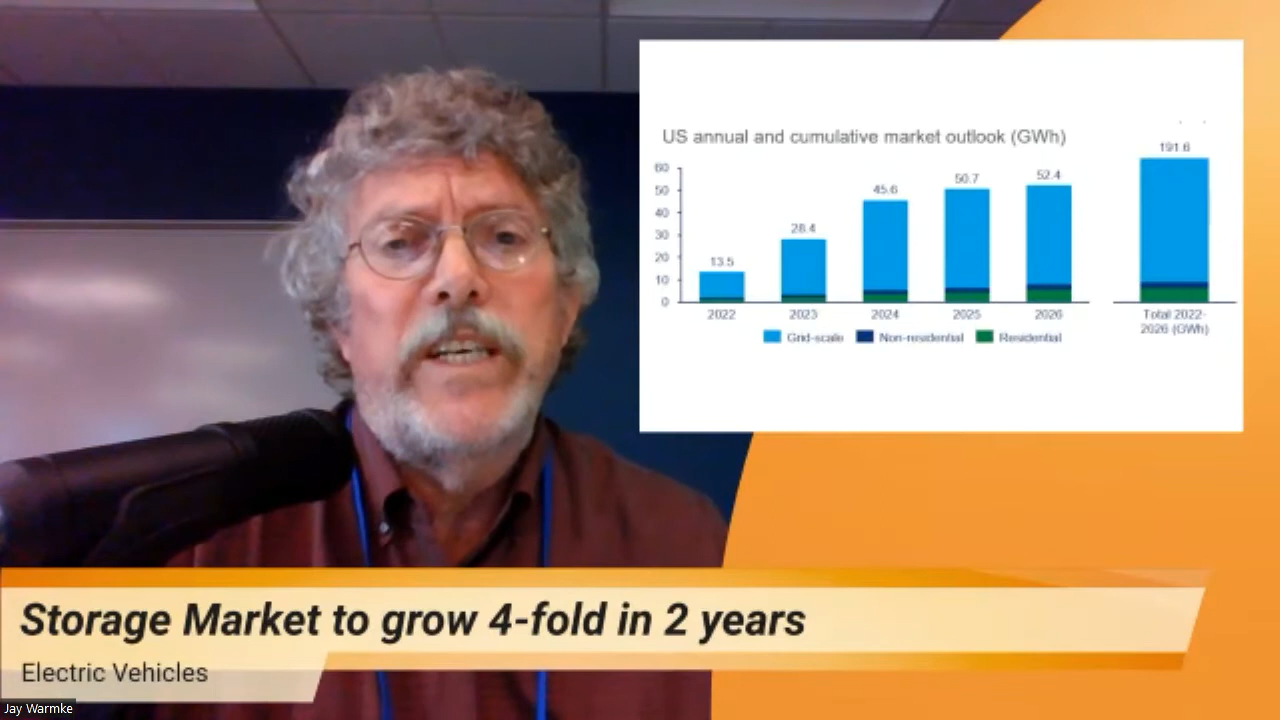 US annual and cumulative market outlook (GWh)
60
50
40
30
20
10
0
13.5
28.4
45.6
50.7
52.4
191.6
2022
2023
2024
2025
2026
Total 2022-
2026 (GWh)
Grid-scale
Non-residential
Residential
Storage Market to grow 4-fold in 2 years
Electric Vehicles
Jay Warmke